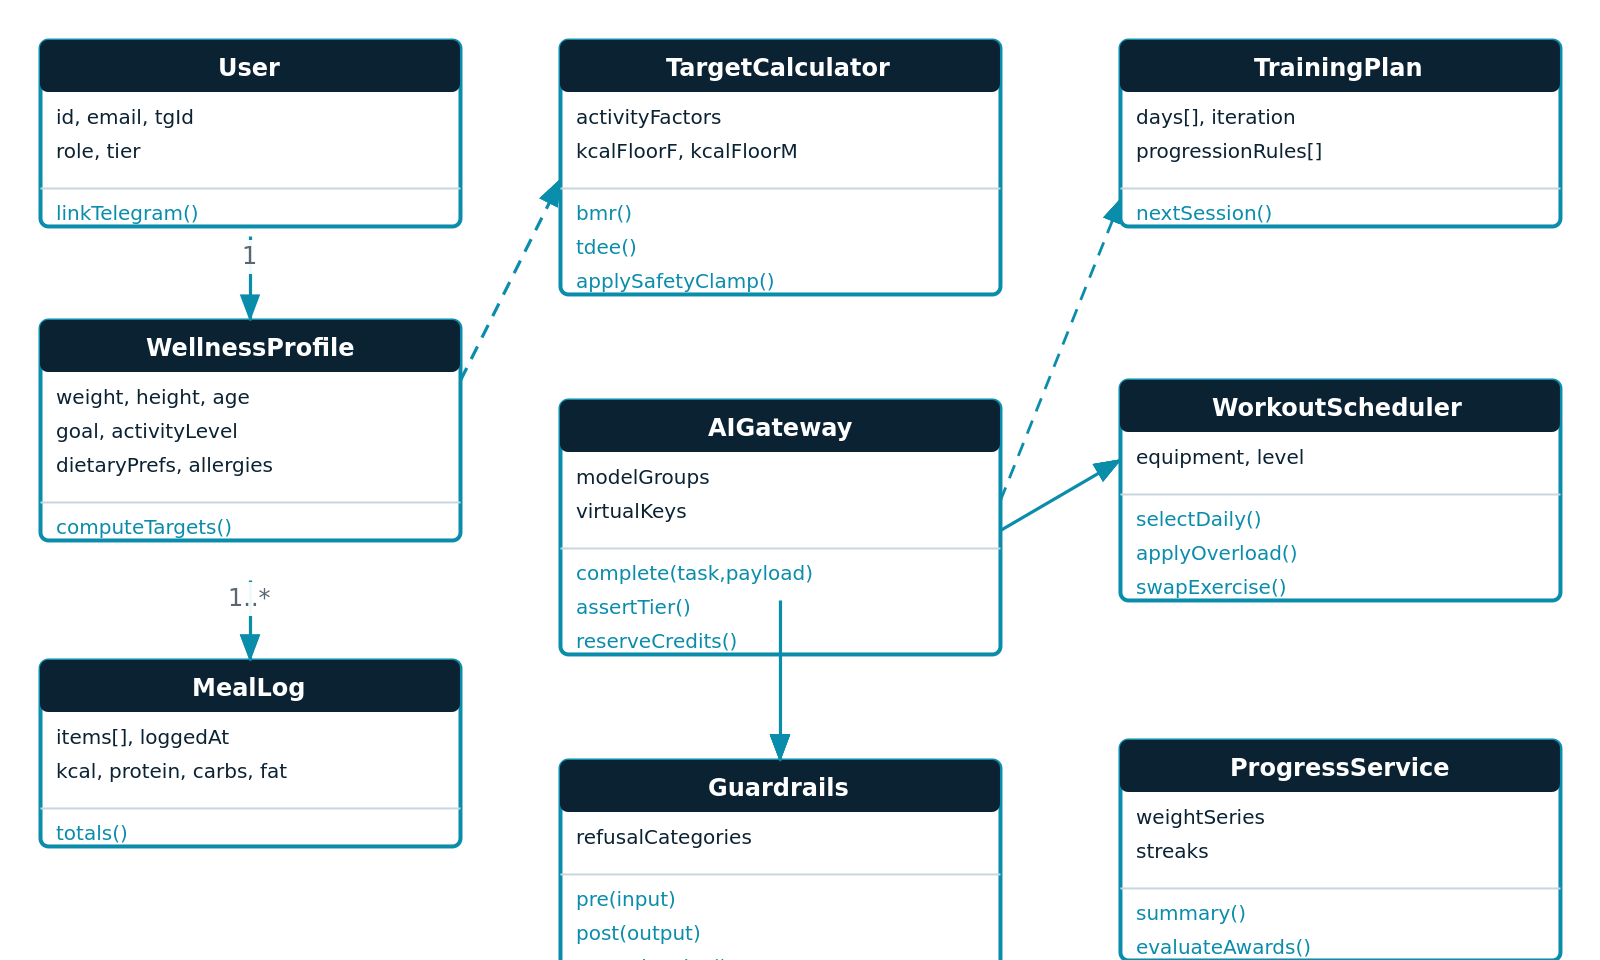 User
id, email, tgId
role, tier
linkTelegram()
1
WellnessProfile
weight, height, age
goal, activityLevel
dietaryPrefs, allergies
computeTargets()
1..*
MealLog
items[], loggedAt
kcal, protein, carbs, fat
totals()
TargetCalculator
activityFactors
kcalFloorF, kcalFloorM
bmr()
tdee()
applySafetyClamp()
AIGateway
modelGroups
virtualKeys
complete(task,payload)
assertTier()
reserveCredits()
Guardrails
refusalCategories
pre(input)
post(output)
TrainingPlan
days[], iteration
progressionRules[]
nextSession()
WorkoutScheduler
equipment, level
selectDaily()
applyOverload()
swapExercise()
ProgressService
weightSeries
streaks
summary()
evaluateAwards()